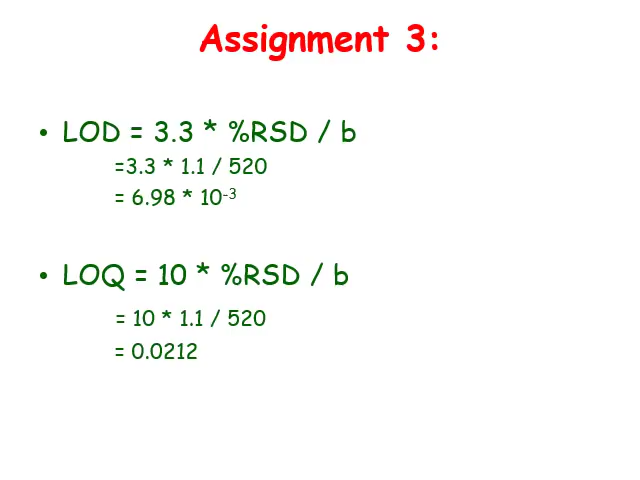 Assignment 3:
• LOD = 3.3 * %RSD / b
=3.3 * 1.1 / 520
= 6.98 * 10⁻³
• LOQ = 10 * %RSD / b
= 10 * 1.1 / 520
= 0.0212